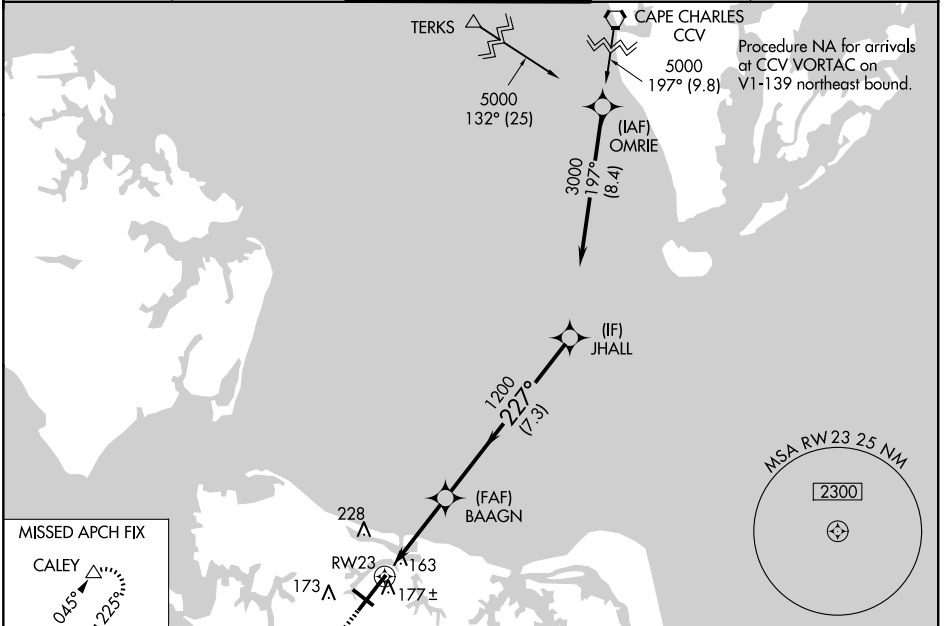 TERKS
CAPE CHARLES
CCV
Procedure NA for arrivals
at CCV VORTAC on
V1-139 northeast bound.
5000
197° (9.8)
5000
132° (25)
(IAF)
OMRIE
3000
197°
(8.4)
(IF)
JHALL
1200
227°
(7.3)
MSA RW23 25 NM
2300
(FAF)
BAAGN
228
RW23
163
173
177±
MISSED APCH FIX
CALEY
045°
225°